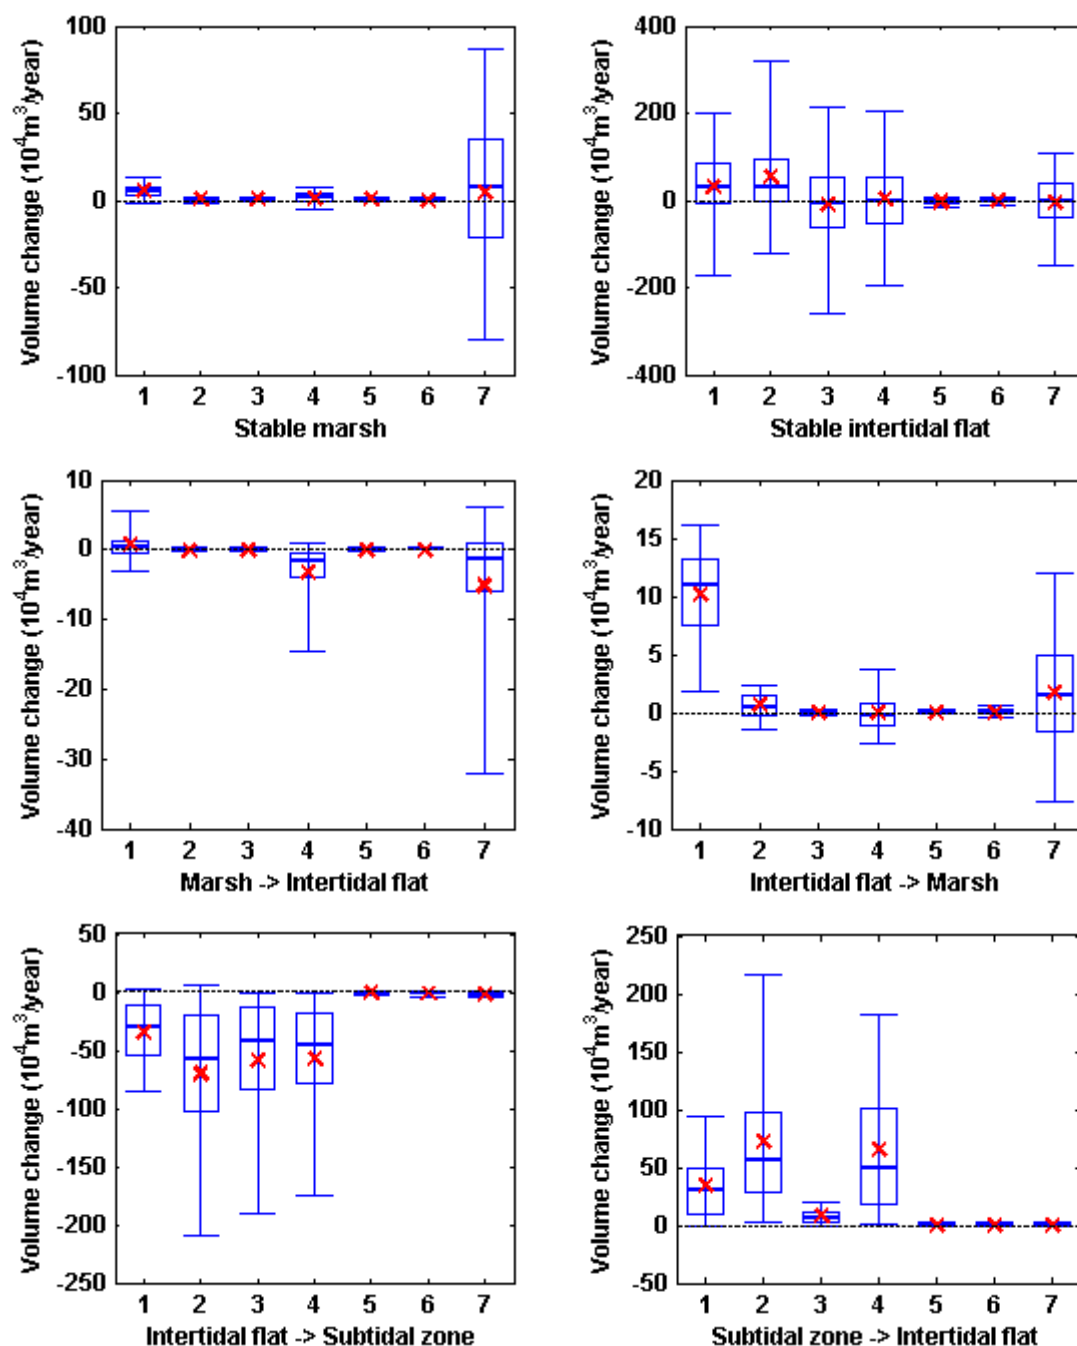 Volume change (10⁴m³/year)
100
50
0
-50
-100
1 2 3 4 5 6 7
Stable marsh
Volume change (10⁴m³/year)
400
200
0
-200
-400
1 2 3 4 5 6 7
Stable intertidal flat
Volume change (10⁴m³/year)
10
0
-10
-20
-30
-40
1 2 3 4 5 6 7
Marsh -> Intertidal flat
Volume change (10⁴m³/year)
20
15
10
5
0
-5
-10
1 2 3 4 5 6 7
Intertidal flat -> Marsh
Volume change (10⁴m³/year)
50
0
-50
-100
-150
-200
-250
1 2 3 4 5 6 7
Intertidal flat -> Subtidal zone
Volume change (10⁴m³/year)
250
200
150
100
50
0
-50
1 2 3 4 5 6 7
Subtidal zone -> Intertidal flat